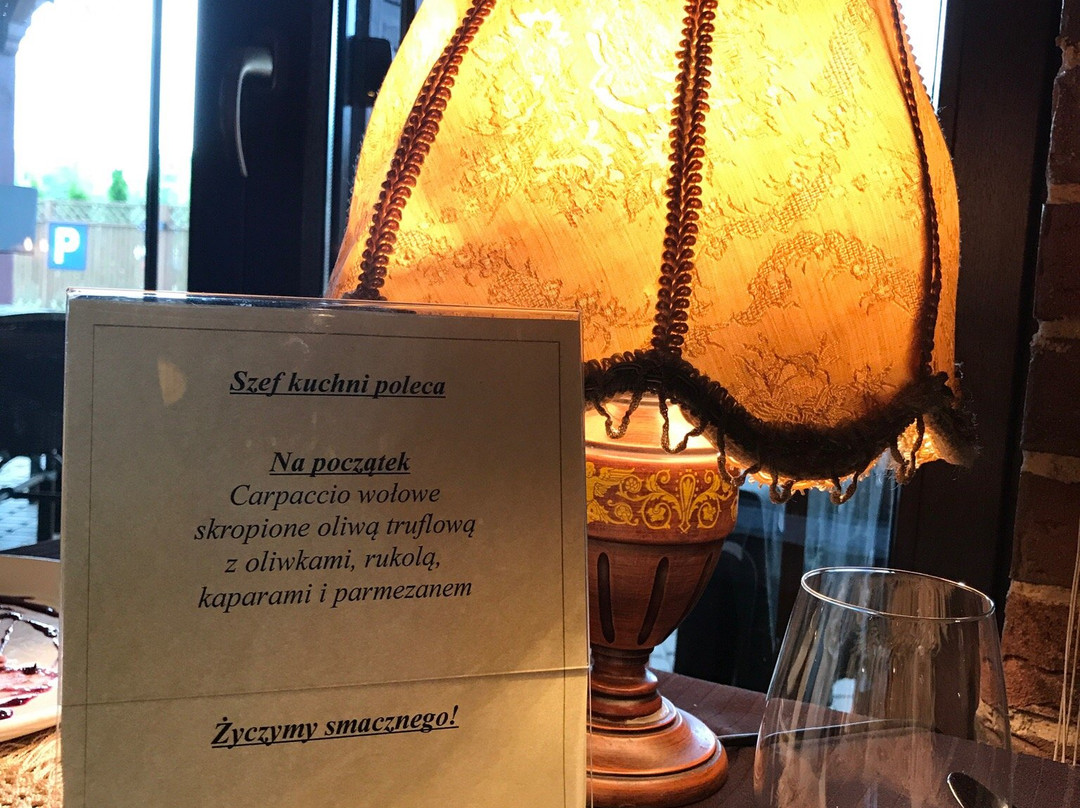 P
Szef kuchni poleca
Na początek
Carpaccio wołowe
skropione oliwą truflową
z oliwkami, rukolą,
kaparami i parmezanem
Życzymy smacznego!